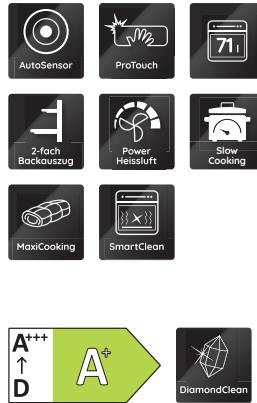 AutoSensor
ProTouch
71 l
2-fach
Backauszug
Power
Heissluft
Slow
Cooking
MaxiCooking
SmartClean
A+++
↑
D
A+
DiamondClean